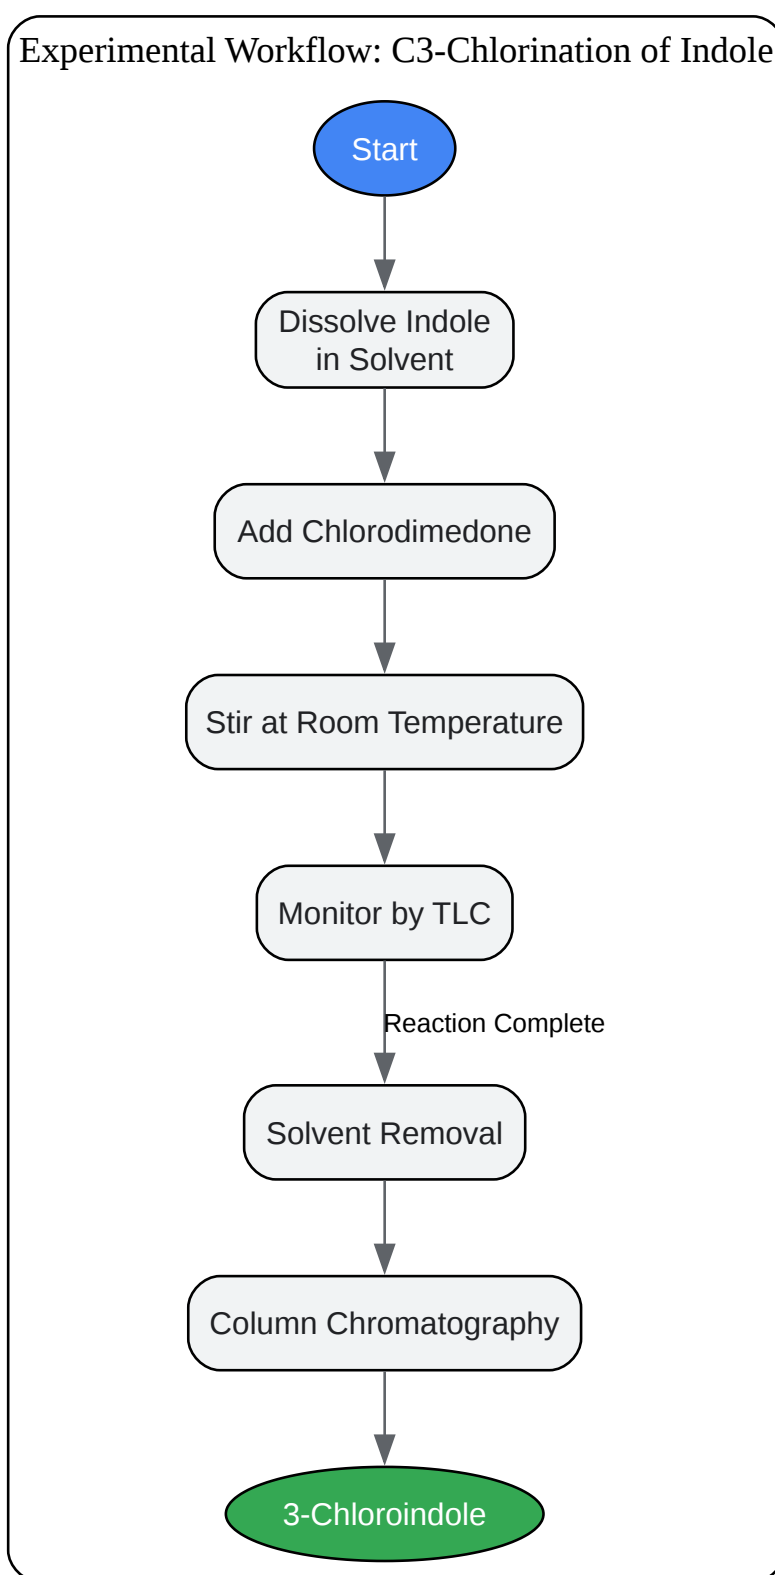 Experimental Workflow: C3-Chlorination of Indole
Start
Dissolve Indole
in Solvent
Add Chlorodimedone
Stir at Room Temperature
Monitor by TLC
Reaction Complete
Solvent Removal
Column Chromatography
3-Chloroindole